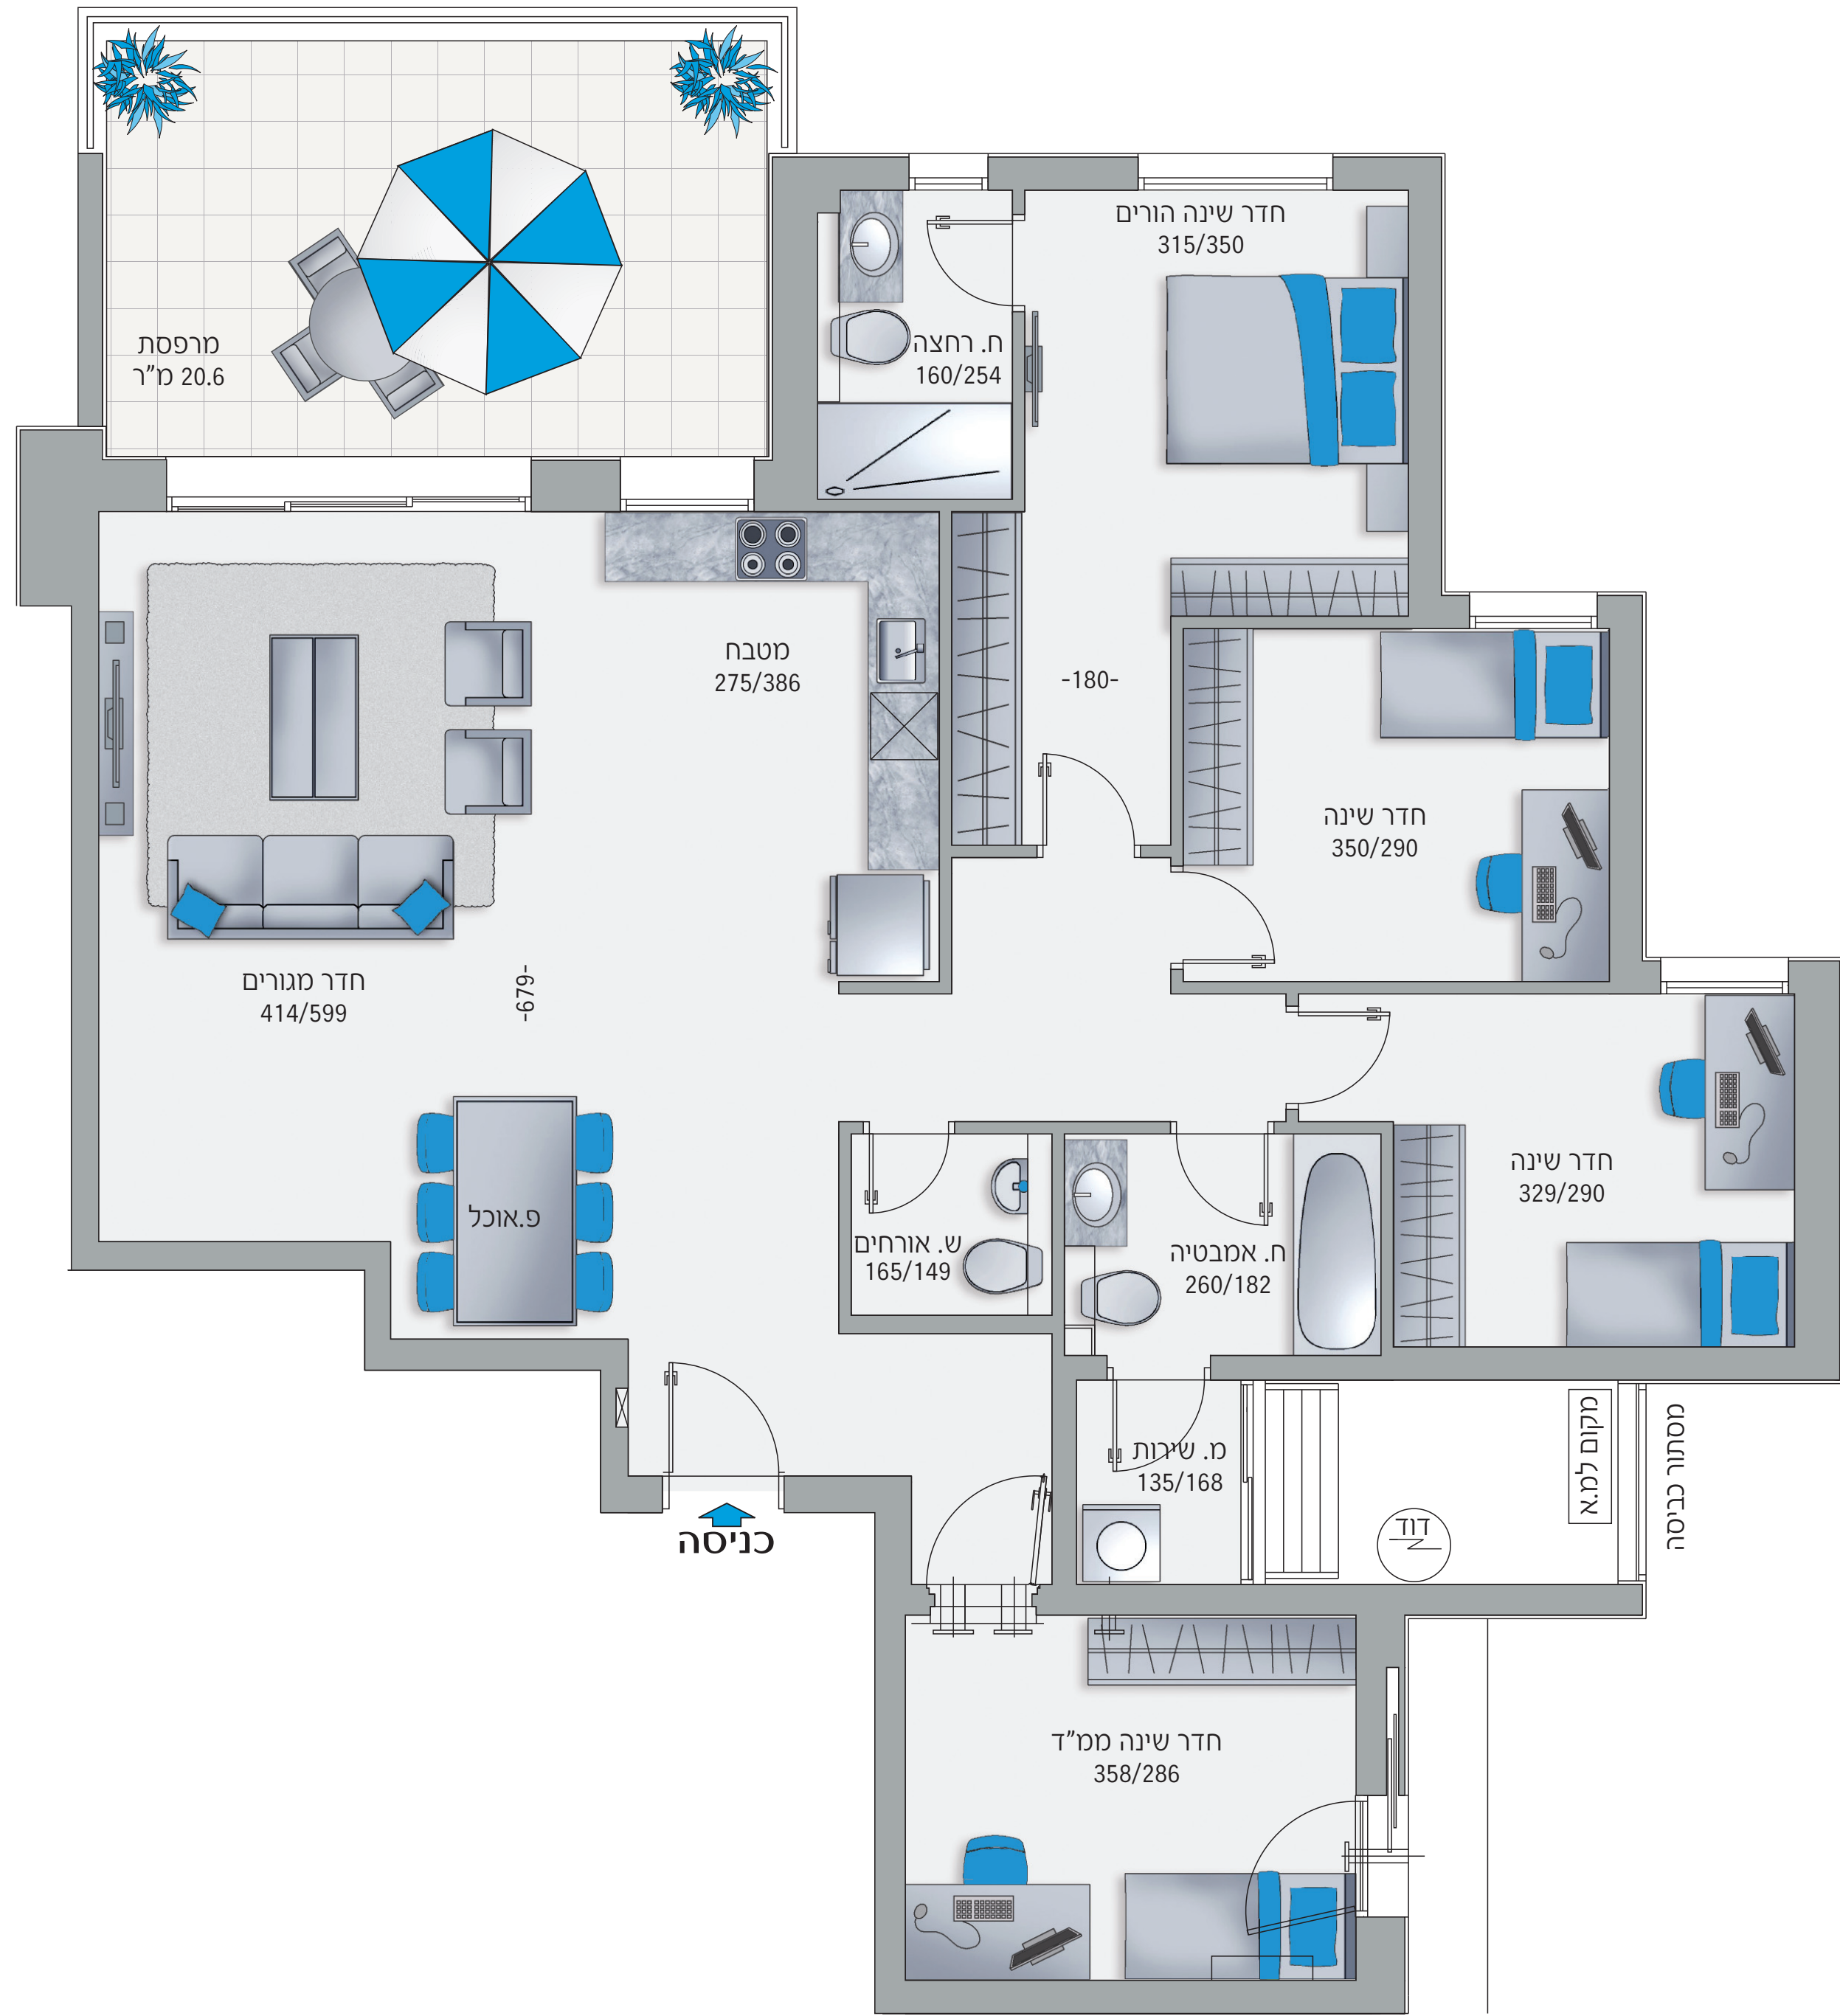 חדר שינה הורים
315/350
ח. רחצה
160/254
מרפסת
20.6 מ"ר
מטבח
275/386
-180-
חדר שינה
350/290
חדר מגורים
414/599
-679-
חדר שינה
329/290
פ.אוכל
ש. אורחים
165/149
ח. אמבטיה
260/182
מ. שירות
135/168
מקום למ.א
מסתור כביסה
דוד
כניסה
חדר שינה ממ"ד
358/286